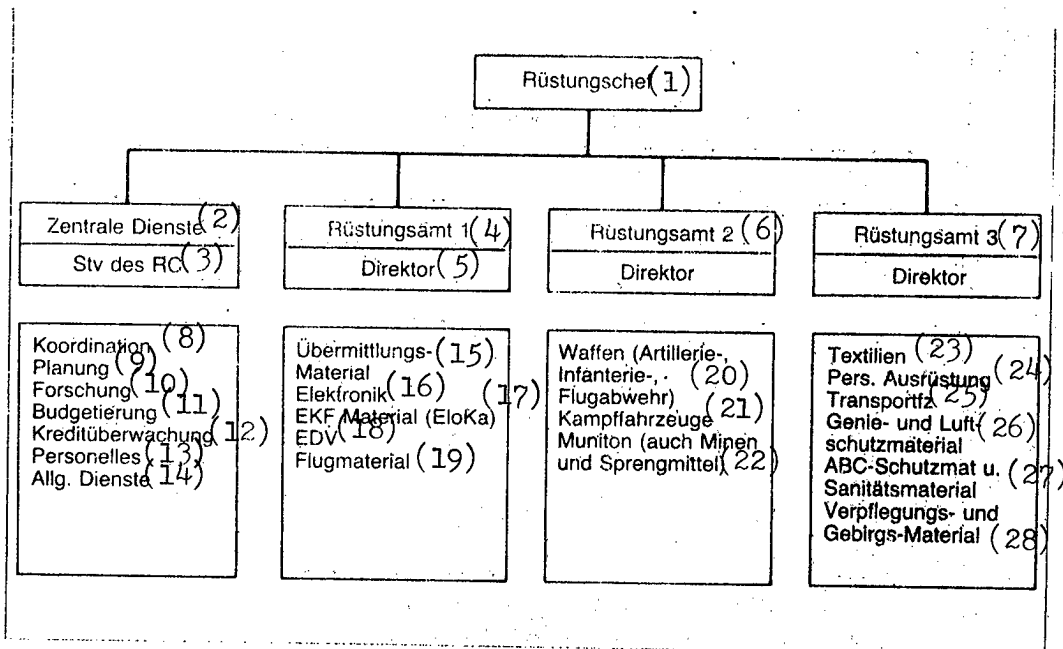 Rüstungschef (1)
Zentrale Dienste (2)
Stv des RC (3)
Rüstungsamt 1 (4)
Direktor (5)
Rüstungsamt 2 (6)
Direktor
Rüstungsamt 3 (7)
Direktor
Koordination (8)
Planung (9)
Forschung (10)
Budgetierung (11)
Kreditüberwachung (12)
Personelles (13)
Allg. Dienste (14)
Übermittlungs- (15)
Material
Elektronik (16) (17)
EKF Material (EloKa)
EDV (18)
Flugmaterial (19)
Waffen (Artillerie-,
Infanterie-, (20)
Flugabwehr)
Kampffahrzeuge (21)
Muniton (auch Minen
und Sprengmittel) (22)
Textilien (23)
Pers. Ausrüstung (24)
Transportfz (25)
Genie- und Luft- (26)
schutzmaterial
ABC-Schutzmat u. (27)
Sanitätsmaterial
Verpflegungs- und
Gebirgs-Material (28)